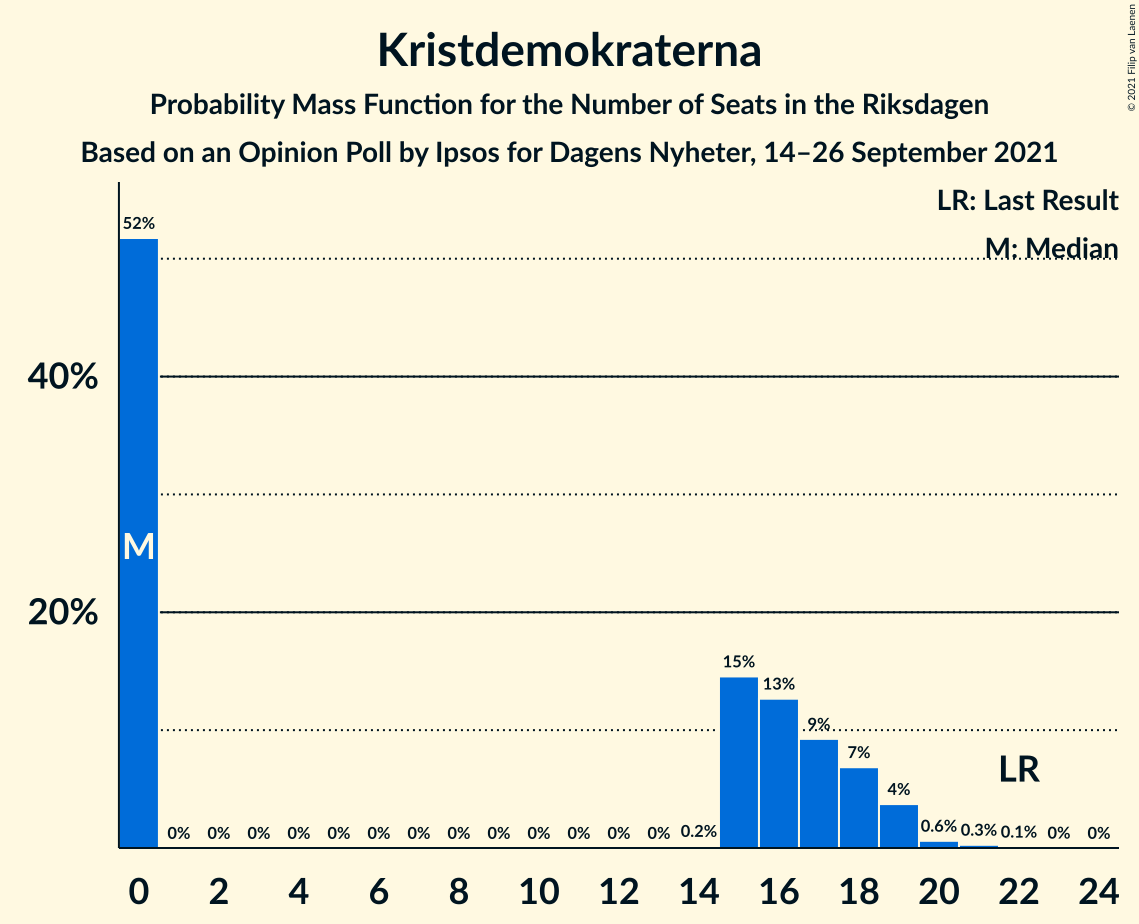 © 2021 Filip van Laenen
Kristdemokraterna
Probability Mass Function for the Number of Seats in the Riksdagen
Based on an Opinion Poll by Ipsos for Dagens Nyheter, 14–26 September 2021
LR: Last Result
M: Median
52%
40%
M
20%
15%
13%
9%
7%
LR
4%
0% 0% 0% 0% 0% 0% 0% 0% 0% 0% 0% 0% 0% 0.2% 0.6% 0.3% 0.1% 0% 0%
0 2 4 6 8 10 12 14 16 18 20 22 24